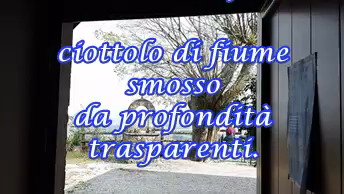 ciottolo di fiume
smosso
da profondità
trasparenti.